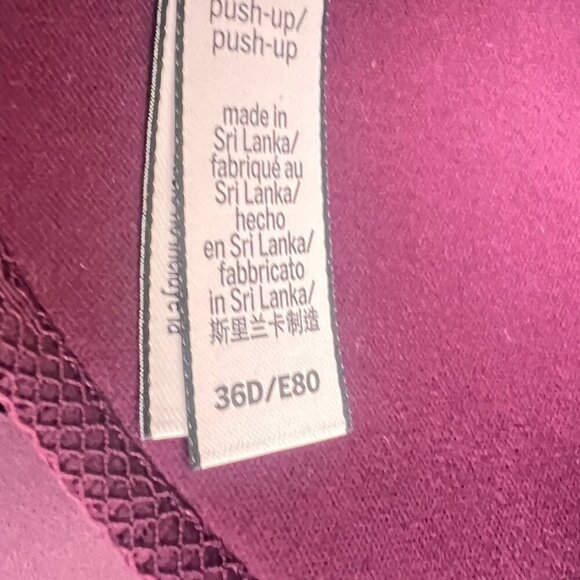 push-up/
push-up
made in
Sri Lanka/
fabriqué au
Sri Lanka/
hecho
en Sri Lanka/
fabbricato
in Sri Lanka/
斯里兰卡制造
36D/E80